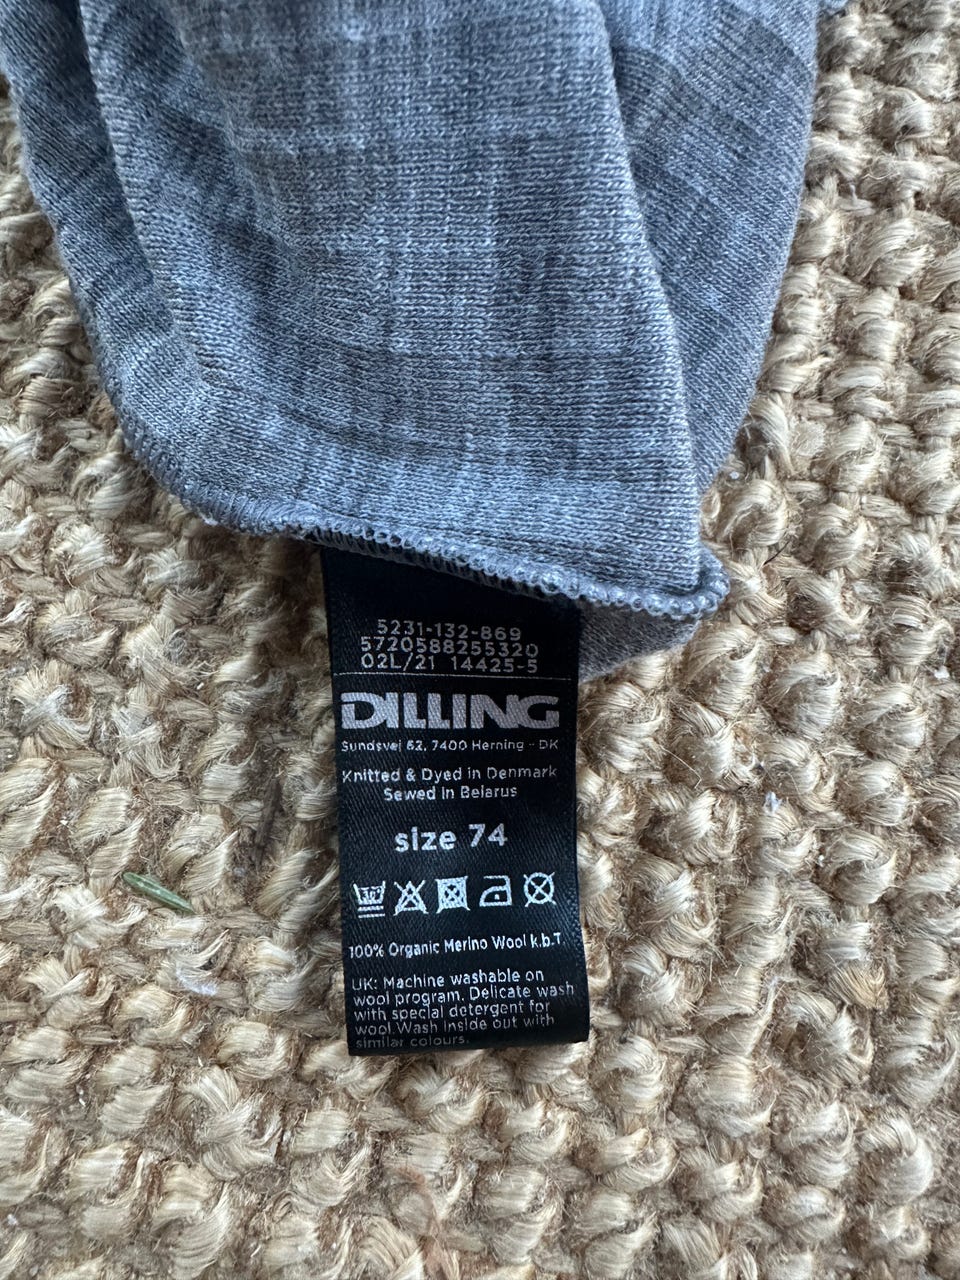 5231-132-869
5720588255320
02L/21 14425-5
DILLING
Sundsvej 62, 7400 Herning - DK
Knitted & Dyed in Denmark
Sewed in Belarus
size 74
30°
100% Organic Merino Wool k.b.T.
UK: Machine washable on
wool program. Delicate wash
with special detergent for
wool.Wash inside out with
similar colours.